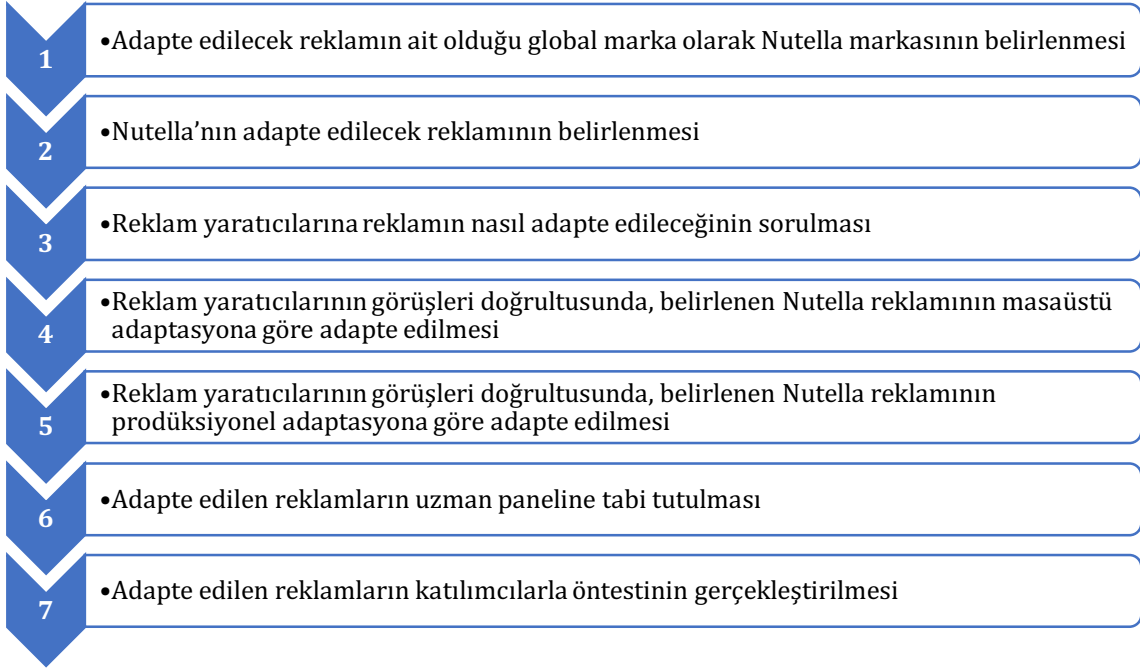 1
•Adapte edilecek reklamın ait olduğu global marka olarak Nutella markasının belirlenmesi
2
•Nutella’nın adapte edilecek reklamının belirlenmesi
3
•Reklam yaratıcılarına reklamın nasıl adapte edileceğinin sorulması
4
•Reklam yaratıcılarının görüşleri doğrultusunda, belirlenen Nutella reklamının masaüstü
adaptasyona göre adapte edilmesi
5
•Reklam yaratıcılarının görüşleri doğrultusunda, belirlenen Nutella reklamının
prodüksiyonel adaptasyona göre adapte edilmesi
6
•Adapte edilen reklamların uzman paneline tabi tutulması
7
•Adapte edilen reklamların katılımcılarla öntestinin gerçekleştirilmesi